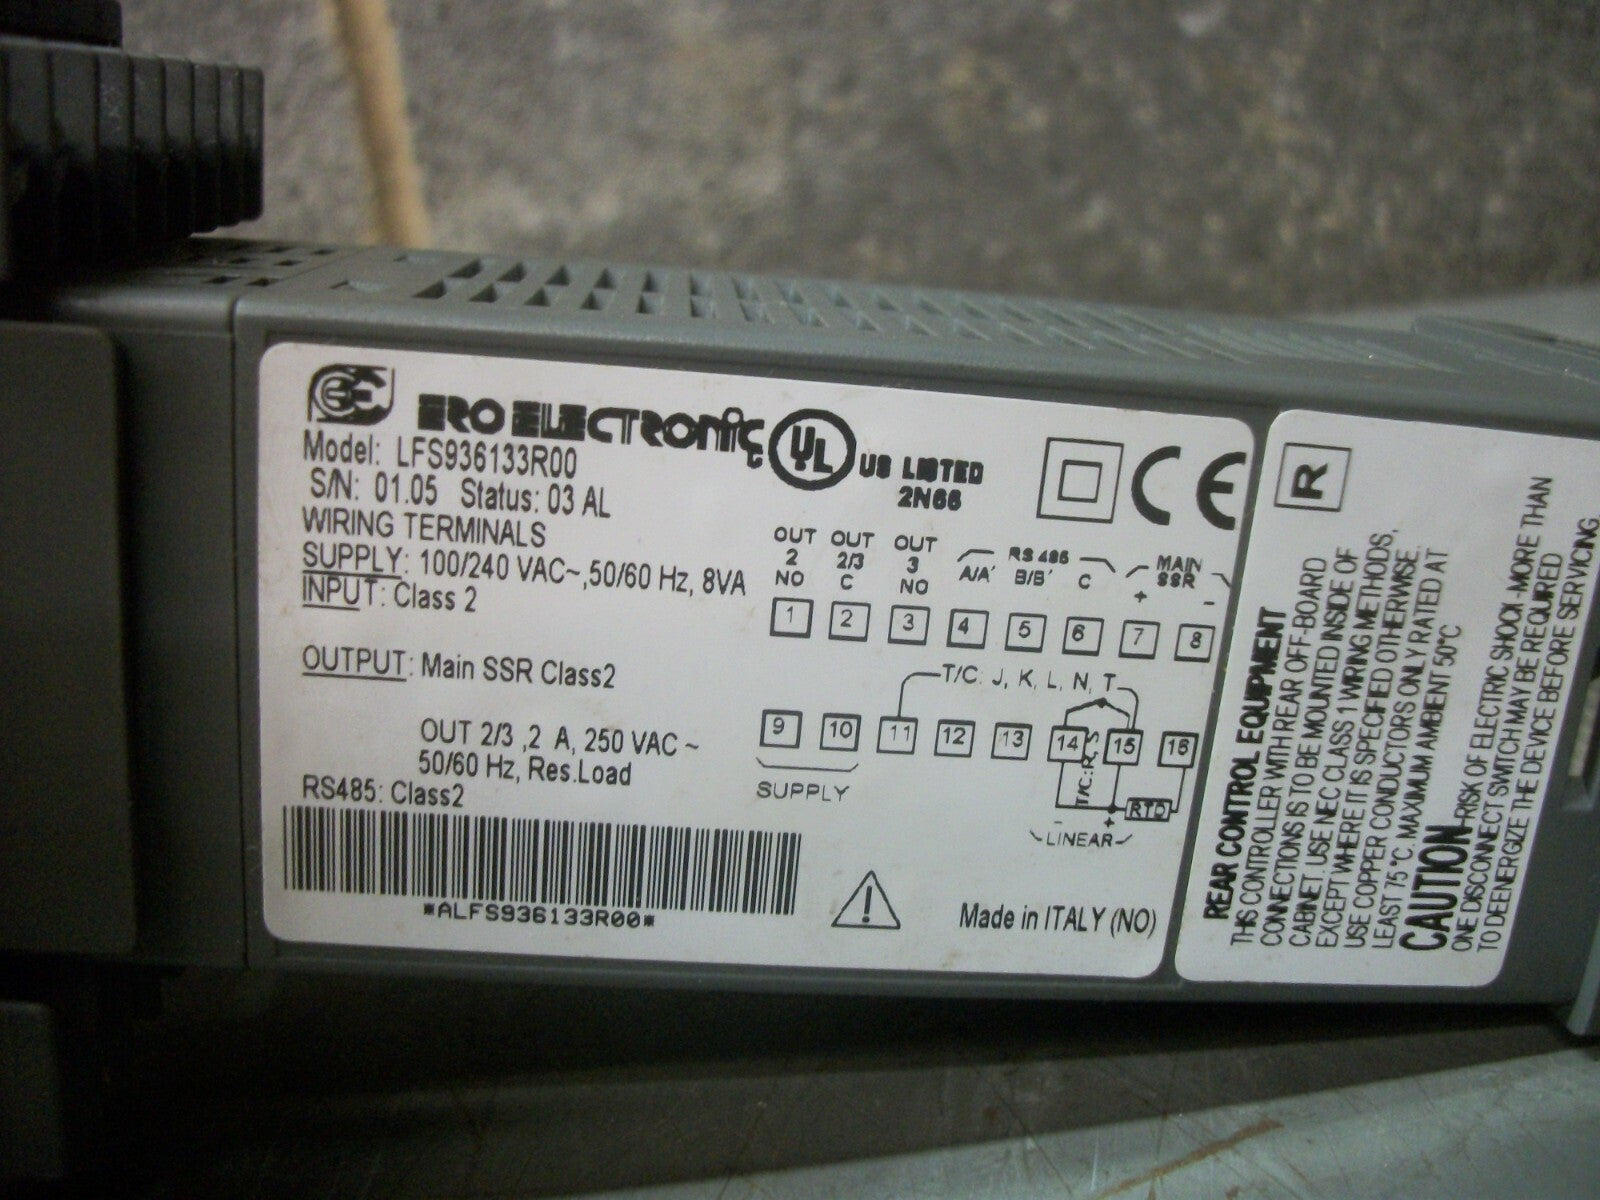 ERO ELECTRONIC
Model: LFS936133R00
S/N: 01.05 Status: 03 AL
WIRING TERMINALS
SUPPLY: 100/240 VAC~,50/60 Hz, 8VA
INPUT: Class 2
OUTPUT: Main SSR Class2
OUT 2/3 ,2 A, 250 VAC ~
50/60 Hz, Res.Load
RS485: Class2
*ALFS936133R00*
C UL US LISTED
2N66
CE
OUT 2 NO
OUT 2/3 C
OUT 3 NO
RS 485
A/A' B/B' C
MAIN SSR
+ -
1 2 3 4 5 6 7 8
T/C: J, K, L, N, T
9 10 11 12 13 14 15 16
T/C: R, S
SUPPLY
RTD
- +
LINEAR
Made in ITALY (NO)
R
REAR CONTROL EQUIPMENT
THIS CONTROLLER WITH REAR OFF-BOARD
CONNECTIONS IS TO BE MOUNTED INSIDE OF
CABINET. USE NEC CLASS 1 WIRING METHODS,
EXCEPT WHERE IT IS SPECIFIED OTHERWISE.
USE COPPER CONDUCTORS ONLY RATED AT
LEAST 75°C. MAXIMUM AMBIENT 50°C
CAUTION-RISK OF ELECTRIC SHOCK-MORE THAN
ONE DISCONNECT SWITCH MAY BE REQUIRED
TO DEENERGIZE THE DEVICE BEFORE SERVICING